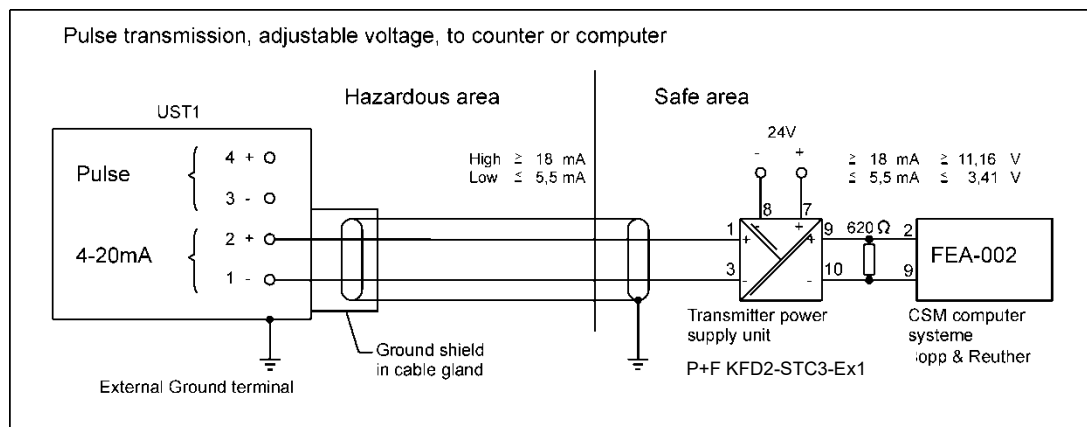 Pulse transmission, adjustable voltage, to counter or computer
Hazardous area
Safe area
UST1
24V
- +
High ≥ 18 mA
Low ≤ 5,5 mA
≥ 18 mA ≥ 11,16 V
≤ 5,5 mA ≤ 3,41 V
Pulse
4 +
3 -
4-20mA
2 +
1 -
8 7
- +
1 + + 9 620 Ω 2
3 - - 10 9
FEA-002
Transmitter power
supply unit
P+F KFD2-STC3-Ex1
CSM computer
systeme
opp & Reuther
Ground shield
in cable gland
External Ground terminal